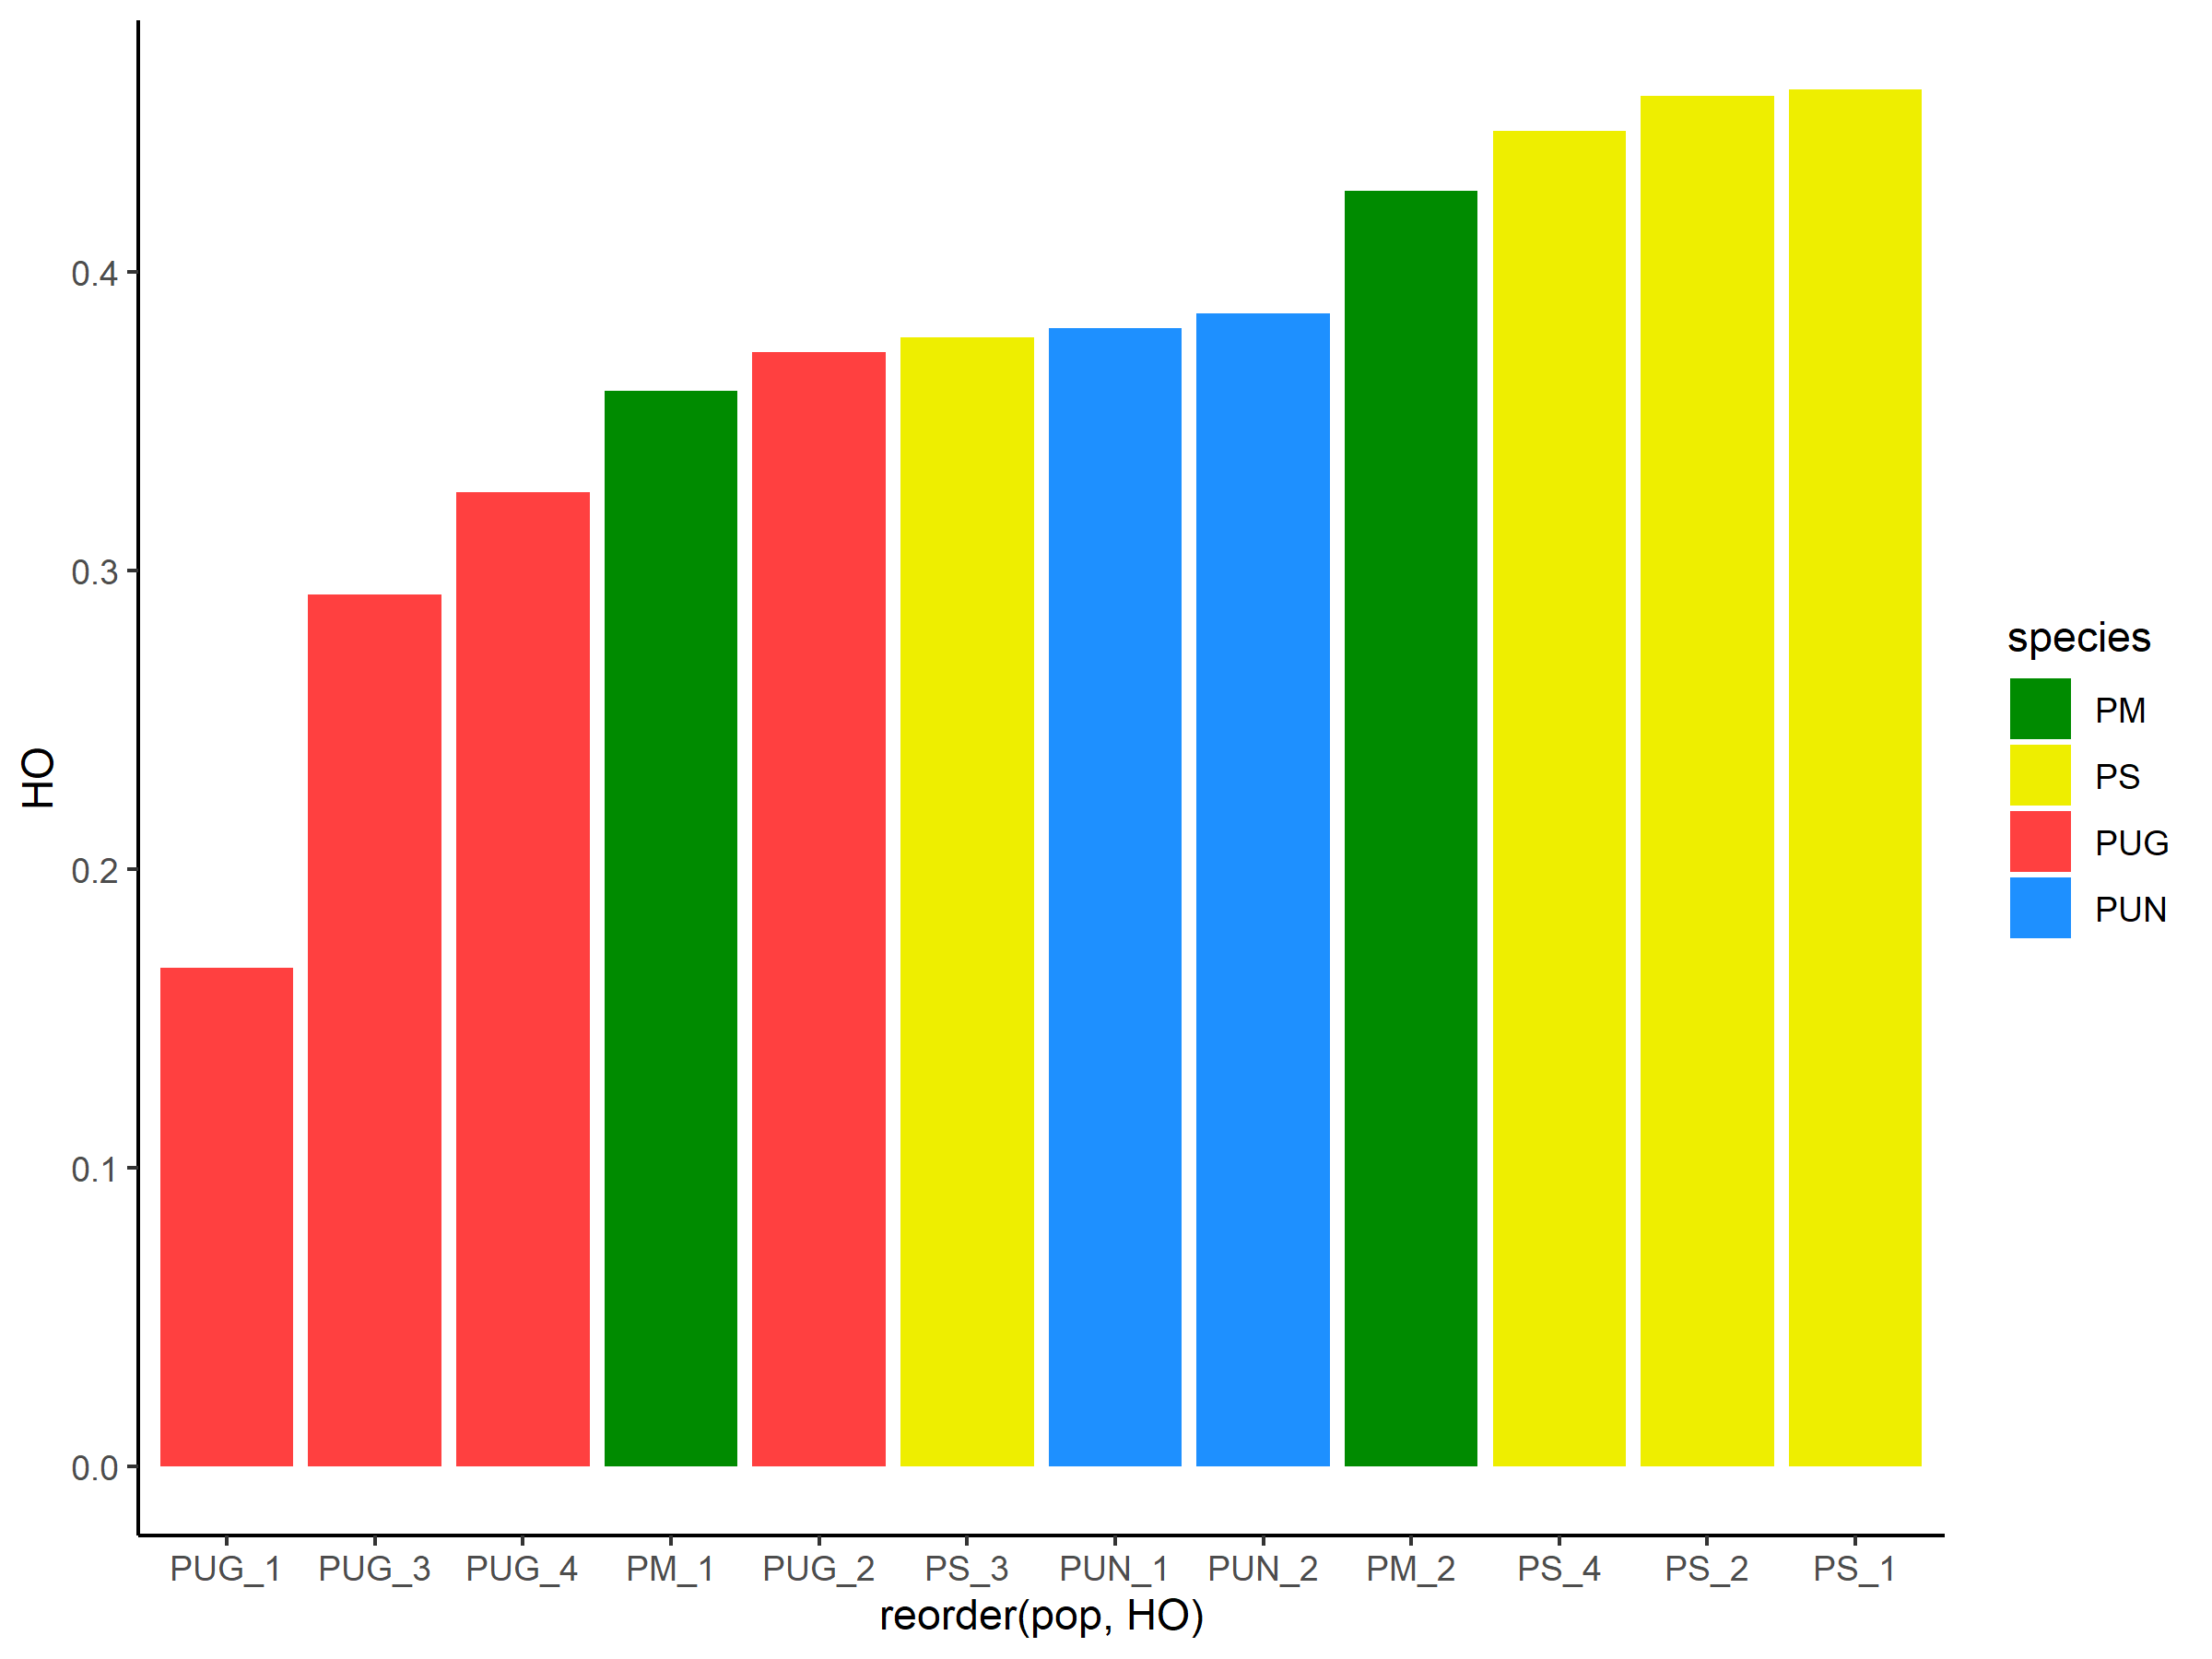 HO
0.4
0.3
0.2
0.1
0.0
PUG_1 PUG_3 PUG_4 PM_1 PUG_2 PS_3 PUN_1 PUN_2 PM_2 PS_4 PS_2 PS_1
reorder(pop, HO)
species
PM
PS
PUG
PUN